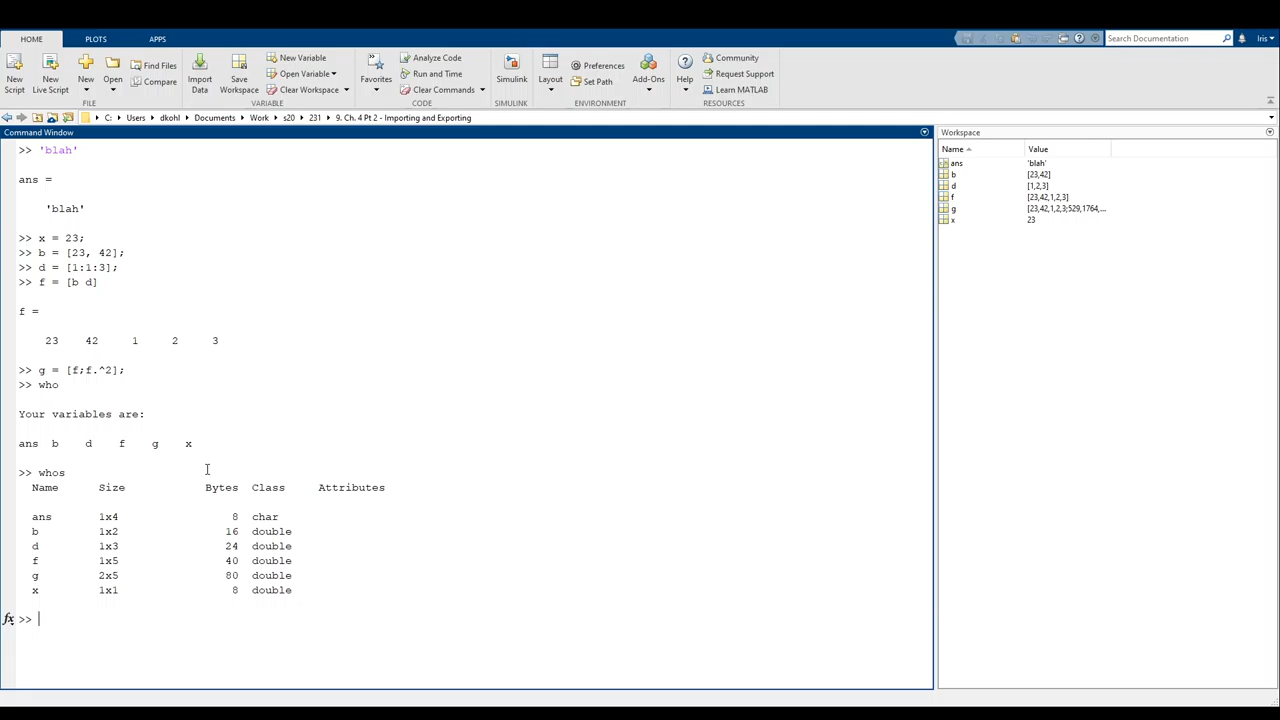 HOME PLOTS APPS
Search Documentation Iris
New Script
New Live Script
New
Open
Find Files
Compare
FILE
Import Data
Save Workspace
New Variable
Open Variable
Clear Workspace
VARIABLE
Favorites
Analyze Code
Run and Time
Clear Commands
CODE
Simulink
SIMULINK
Layout
Preferences
Set Path
Add-Ons
ENVIRONMENT
Help
Community
Request Support
Learn MATLAB
RESOURCES
C: Users dkohl Documents Work s20 231 9. Ch. 4 Pt 2 - Importing and Exporting
Command Window
>> 'blah'
ans =
'blah'
>> x = 23;
>> b = [23, 42];
>> d = [1:1:3];
>> f = [b d]
f =
23 42 1 2 3
>> g = [f;f.^2];
>> who
Your variables are:
ans b d f g x
>> whos
Name Size Bytes Class Attributes
ans 1x4 8 char
b 1x2 16 double
d 1x3 24 double
f 1x5 40 double
g 2x5 80 double
x 1x1 8 double
fx >>
Workspace
Name Value
ans 'blah'
b [23,42]
d [1,2,3]
f [23,42,1,2,3]
g [23,42,1,2,3;529,1764,...
x 23